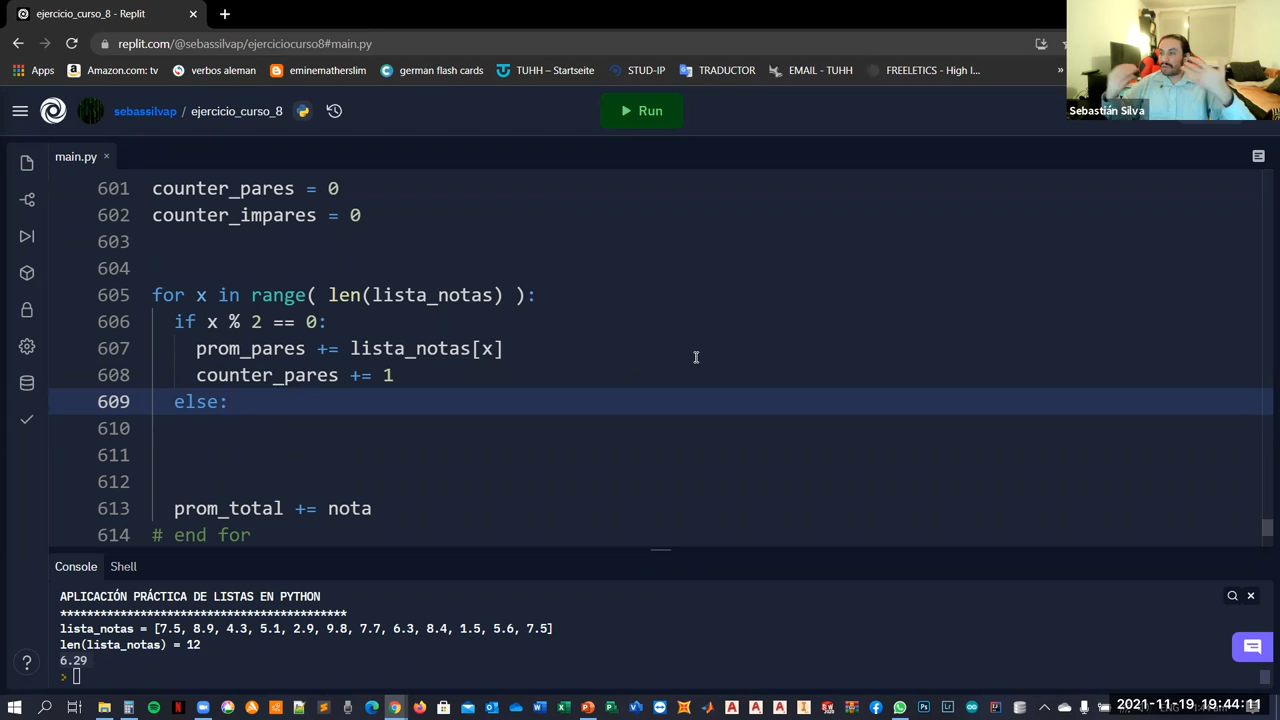 ejercicio_curso_8 - Replit
replit.com/@sebassilvap/ejerciciocurso8#main.py
Apps
Amazon.com: tv
verbos aleman
eminematherslim
german flashcards
TUHH – Startseite
STUD-IP
TRADUCTOR
EMAIL - TUHH
FREELETICS - High I...
»
Sebastián Silva
sebassilvap / ejercicio_curso_8
Run
main.py
601 counter_pares = 0
602 counter_impares = 0
603
604
605 for x in range( len(lista_notas) ):
606 if x % 2 == 0:
607 prom_pares += lista_notas[x]
608 counter_pares += 1
609 else:
610
611
612
613 prom_total += nota
614 # end for
Console
Shell
APLICACIÓN PRÁCTICA DE LISTAS EN PYTHON
******************************************
lista_notas = [7.5, 8.9, 4.3, 5.1, 2.9, 9.8, 7.7, 6.3, 8.4, 1.5, 5.6, 7.5]
len(lista_notas) = 12
6.29
>
2021-11-19 19:44:11